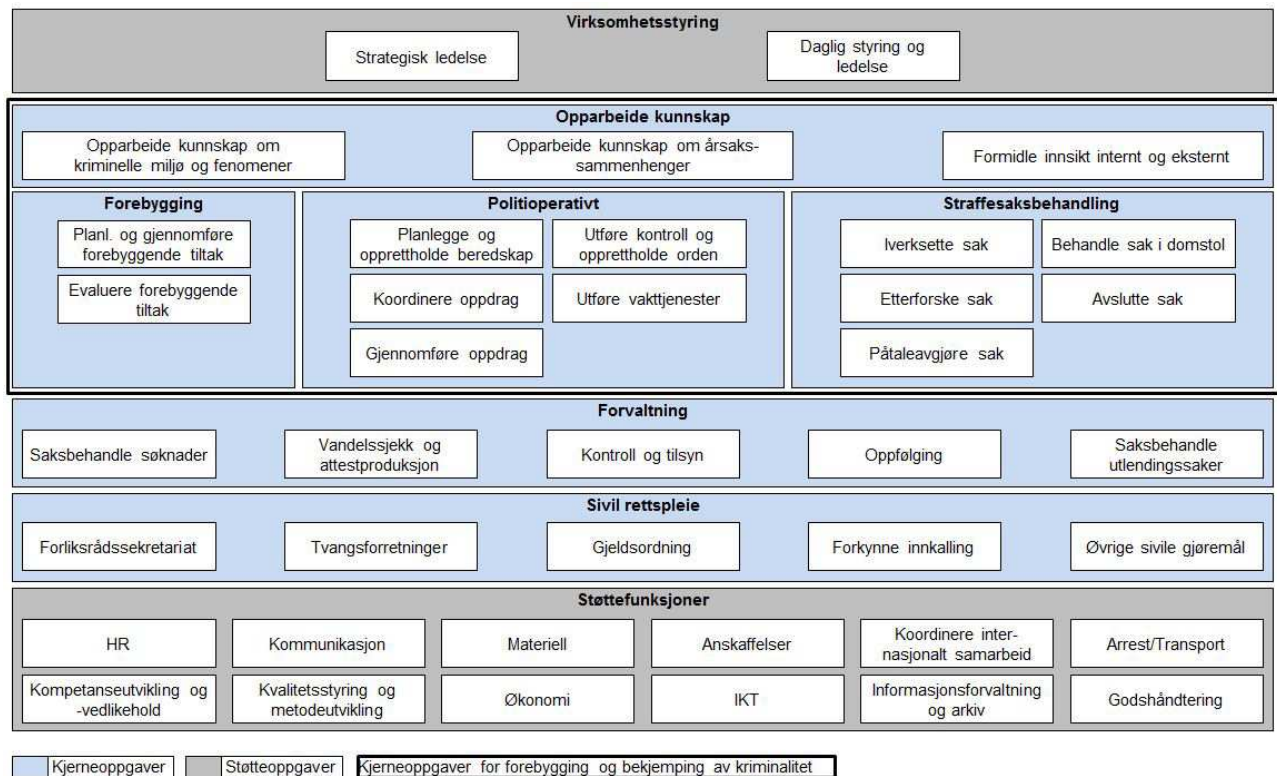 Virksomhetsstyring
Strategisk ledelse
Daglig styring og
ledelse
Opparbeide kunnskap
Opparbeide kunnskap om
kriminelle miljø og fenomener
Opparbeide kunnskap om årsaks-
sammenhenger
Formidle innsikt internt og eksternt
Forebygging
Planl. og gjennomføre
forebyggende tiltak
Evaluere forebyggende
tiltak
Politioperativt
Planlegge og
opprettholde beredskap
Utføre kontroll og
opprettholde orden
Koordinere oppdrag
Utføre vakttjenester
Gjennomføre oppdrag
Straffesaksbehandling
Iverksette sak
Behandle sak i domstol
Etterforske sak
Avslutte sak
Påtaleavgjøre sak
Forvaltning
Saksbehandle søknader
Vandelssjekk og
attestproduksjon
Kontroll og tilsyn
Oppfølging
Saksbehandle
utlendingssaker
Sivil rettspleie
Forliksrådssekretariat
Tvangsforretninger
Gjeldsordning
Forkynne innkalling
Øvrige sivile gjøremål
Støttefunksjoner
HR
Kommunikasjon
Materiell
Anskaffelser
Koordinere inter-
nasjonalt samarbeid
Arrest/Transport
Kompetanseutvikling og
-vedlikehold
Kvalitetsstyring og
metodeutvikling
Økonomi
IKT
Informasjonsforvaltning
og arkiv
Godshåndtering
Kjerneoppgaver
Støtteoppgaver
Kjerneoppgaver for forebygging og bekjemping av kriminalitet